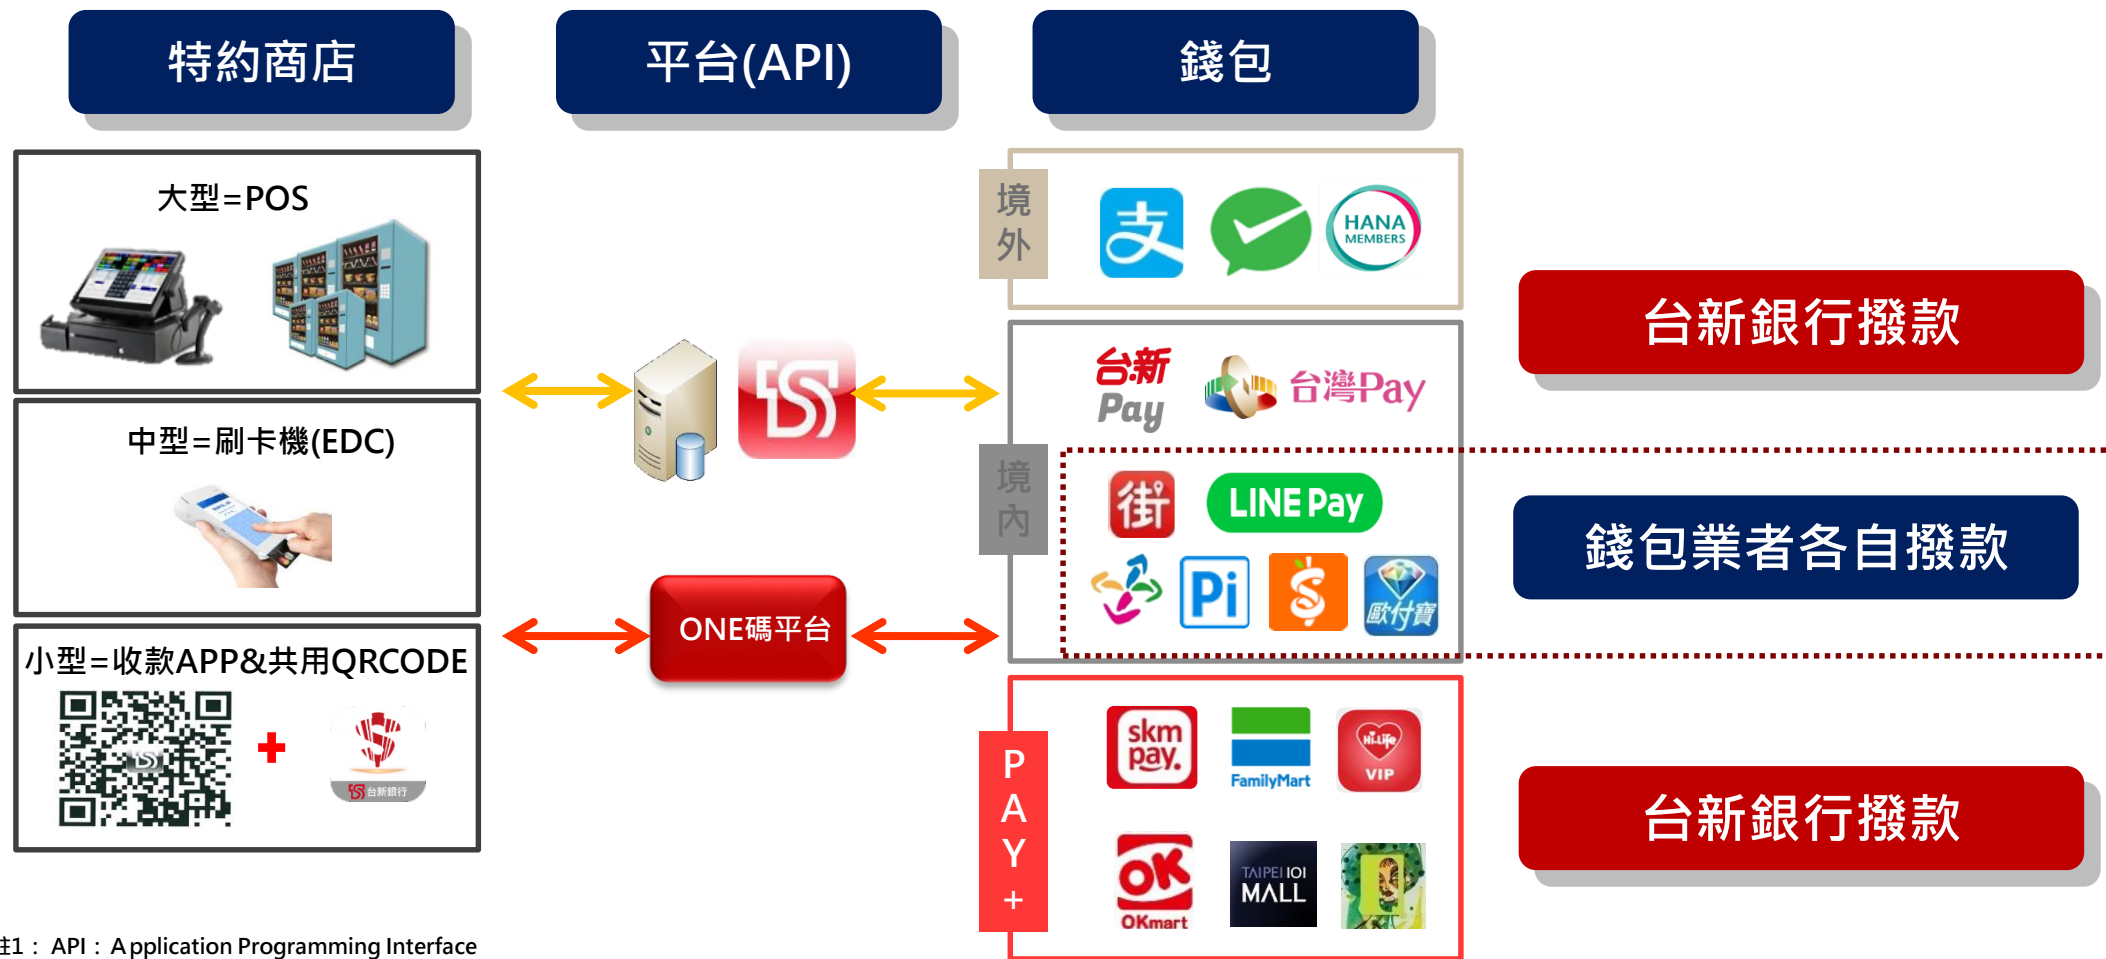 特約商店
平台(API)
錢包
大型=POS
中型=刷卡機(EDC)
小型=收款APP&共用QRCODE
台新銀行
ONE碼平台
境外
支
HANA
MEMBERS
境內
台新
Pay
台灣Pay
街
LINE Pay
Pi
歐付寶
PAY+
skm
pay.
FamilyMart
Hi-Life
VIP
OK
OKmart
TAIPEI 101
MALL
台新銀行撥款
錢包業者各自撥款
台新銀行撥款
註1： API：Application Programming Interface